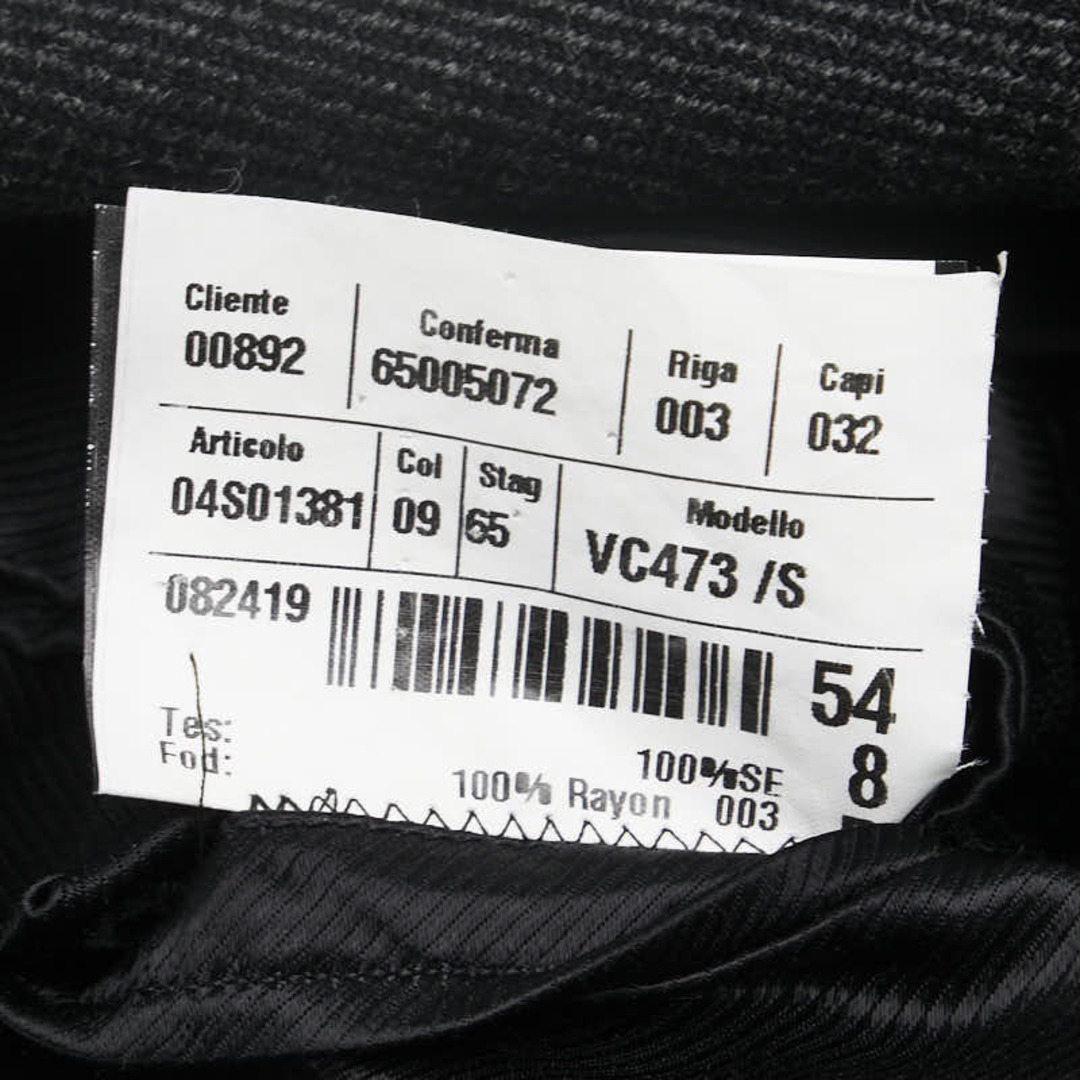 Cliente Conferma Riga Capi
00892 65005072 003 032
Articolo Col Stag Modello
04S01381 09 65 VC473 /S
082419 54
8
Tes: 100%SE
Fod: 100% Rayon 003